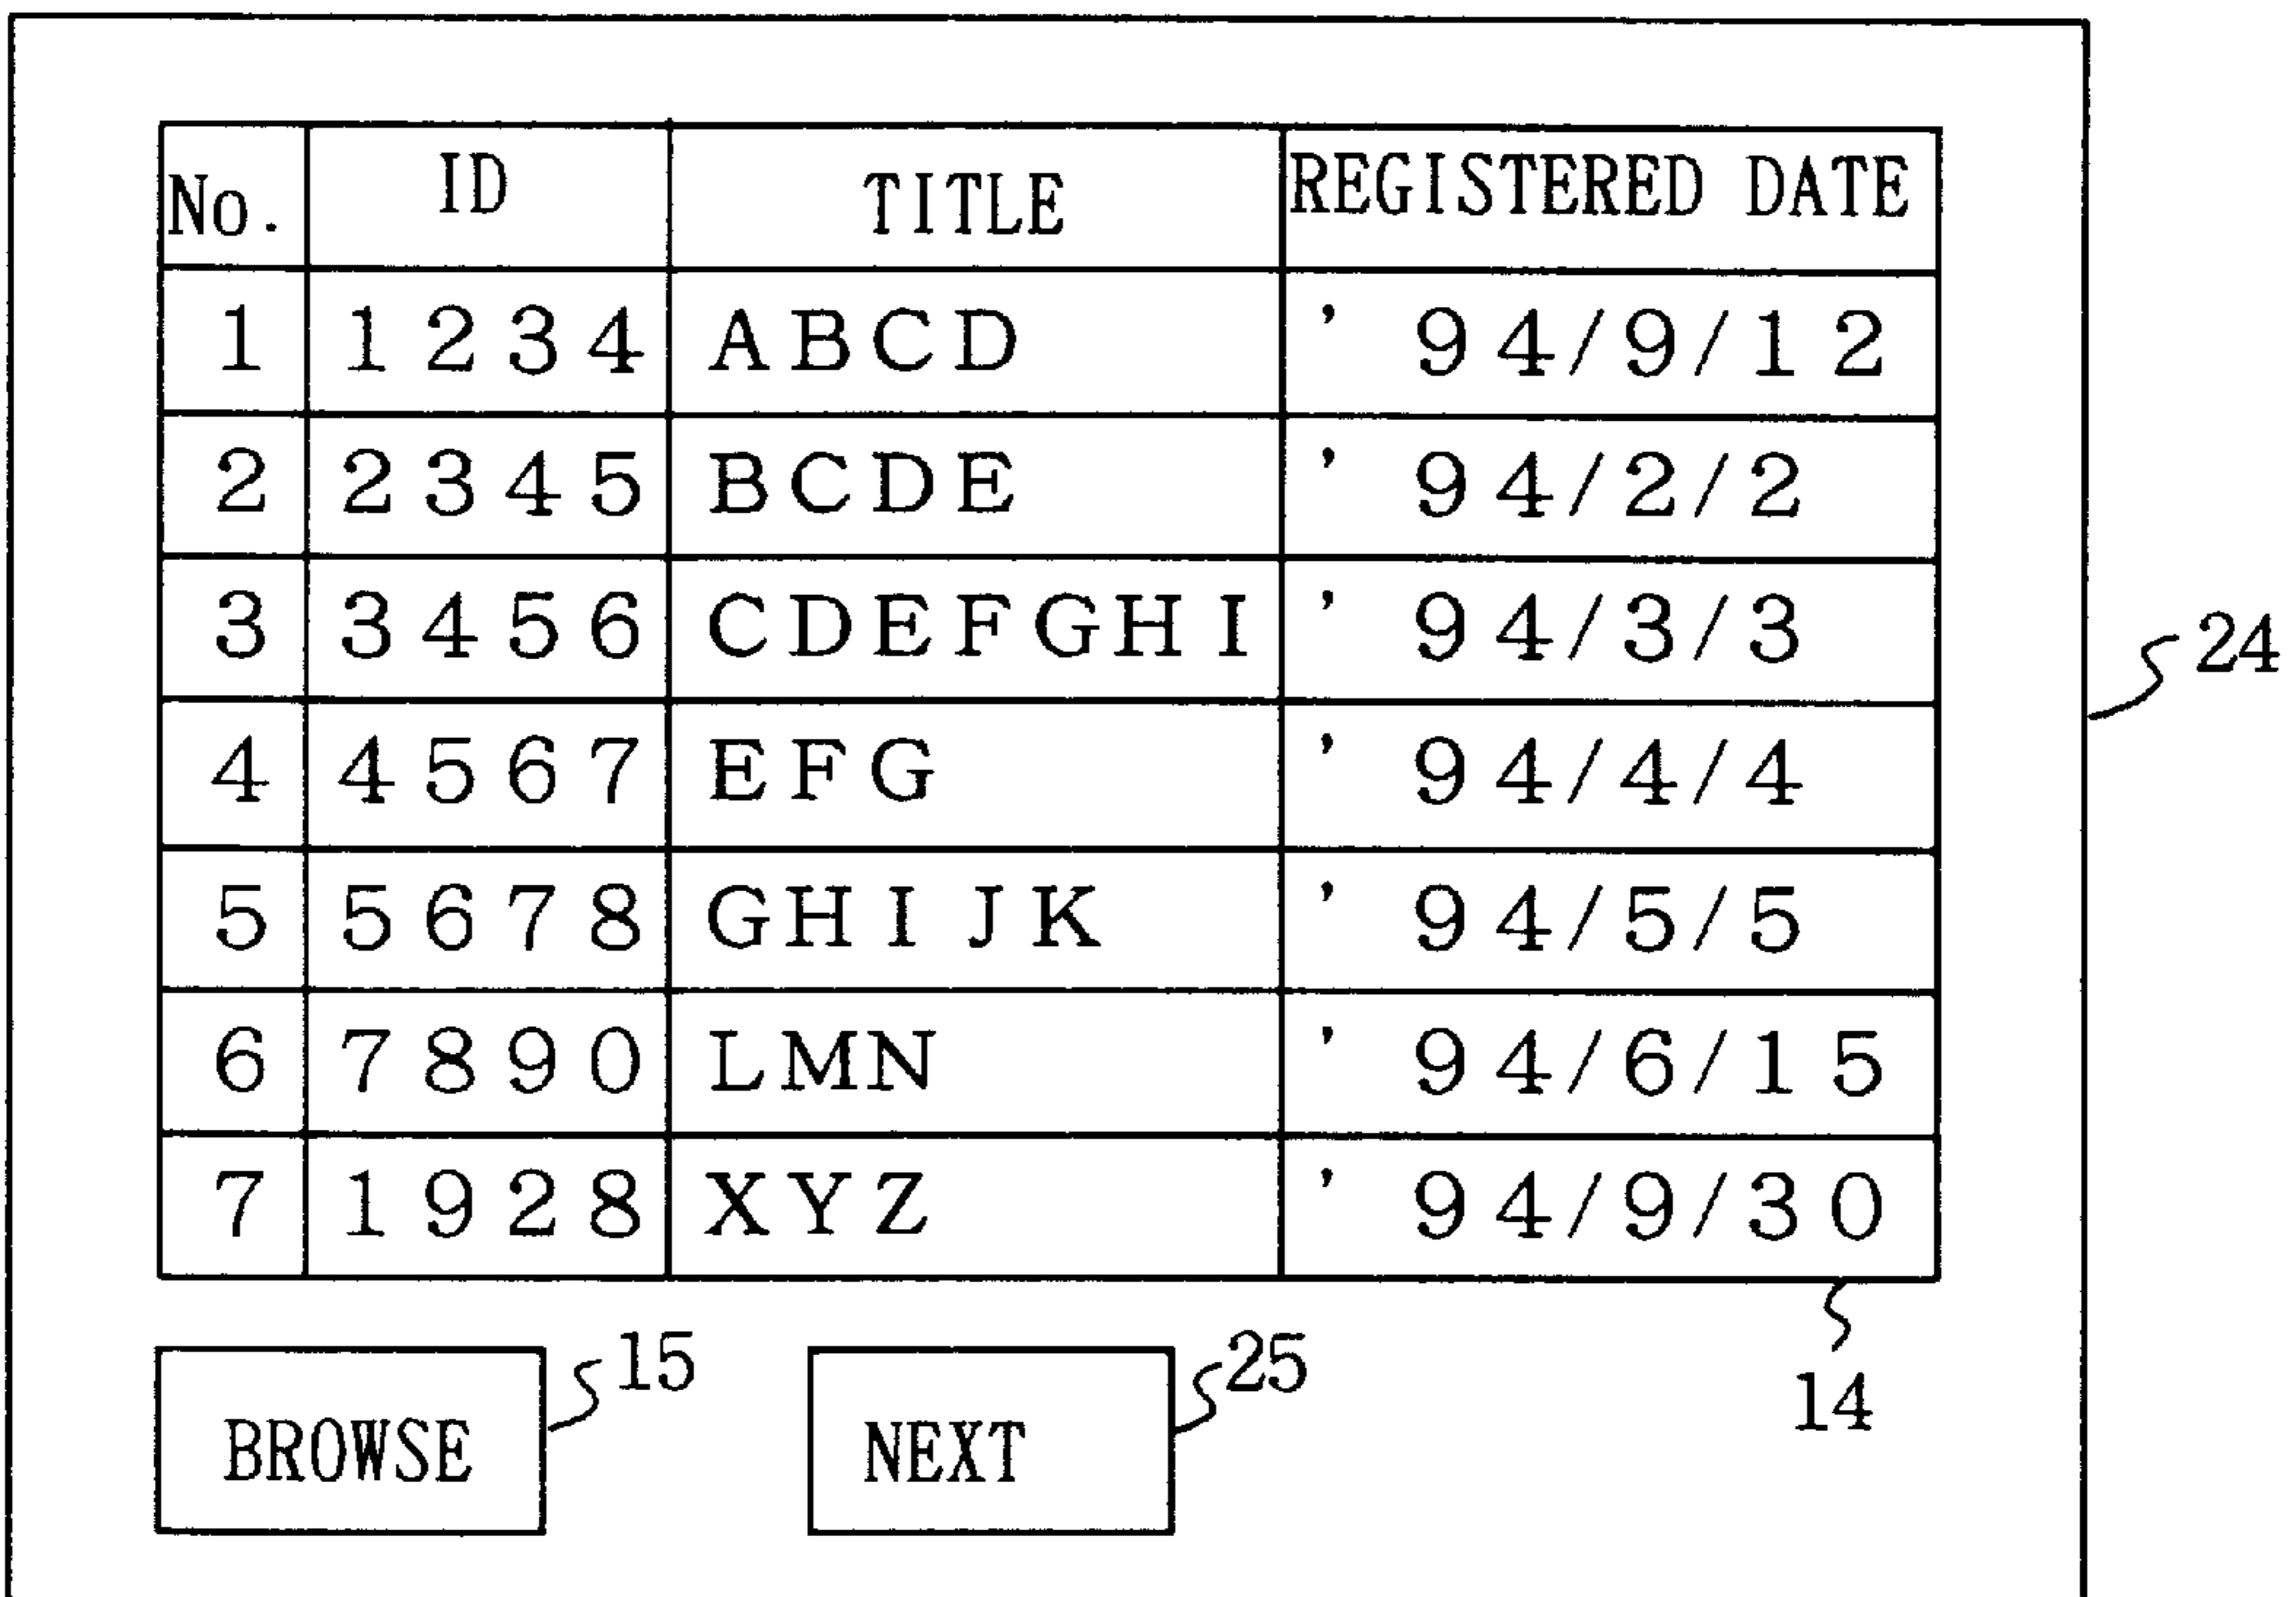 No. ID TITLE REGISTERED DATE
1 1234 ABCD '94/9/12
2 2345 BCDE '94/2/2
3 3456 CDEFGHI '94/3/3
4 4567 EFG '94/4/4
5 5678 GHIJK '94/5/5
6 7890 LMN '94/6/15
7 1928 XYZ '94/9/30
24
14
BROWSE 15 NEXT 25